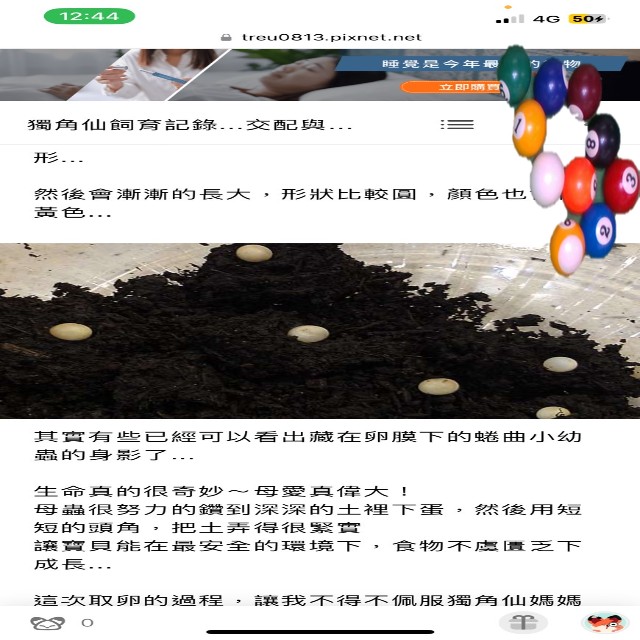 12:44
4G 50
treu0813.pixnet.net
睡覺是今年最
的
物
立即購買
獨角仙飼育記錄...交配與...
形...
然後會漸漸的長大，形狀比較圓，顏色也
黃色...
其實有些已經可以看出藏在卵膜下的蜷曲小幼
蟲的身影了...
生命真的很奇妙～母愛真偉大！
母蟲很努力的鑽到深深的土裡下蛋，然後用短
短的頭角，把土弄得很緊實
讓寶貝能在最安全的環境下，食物不虞匱乏下
成長...
這次取卵的過程，讓我不得不佩服獨角仙媽媽
0
1
8
3
6
2